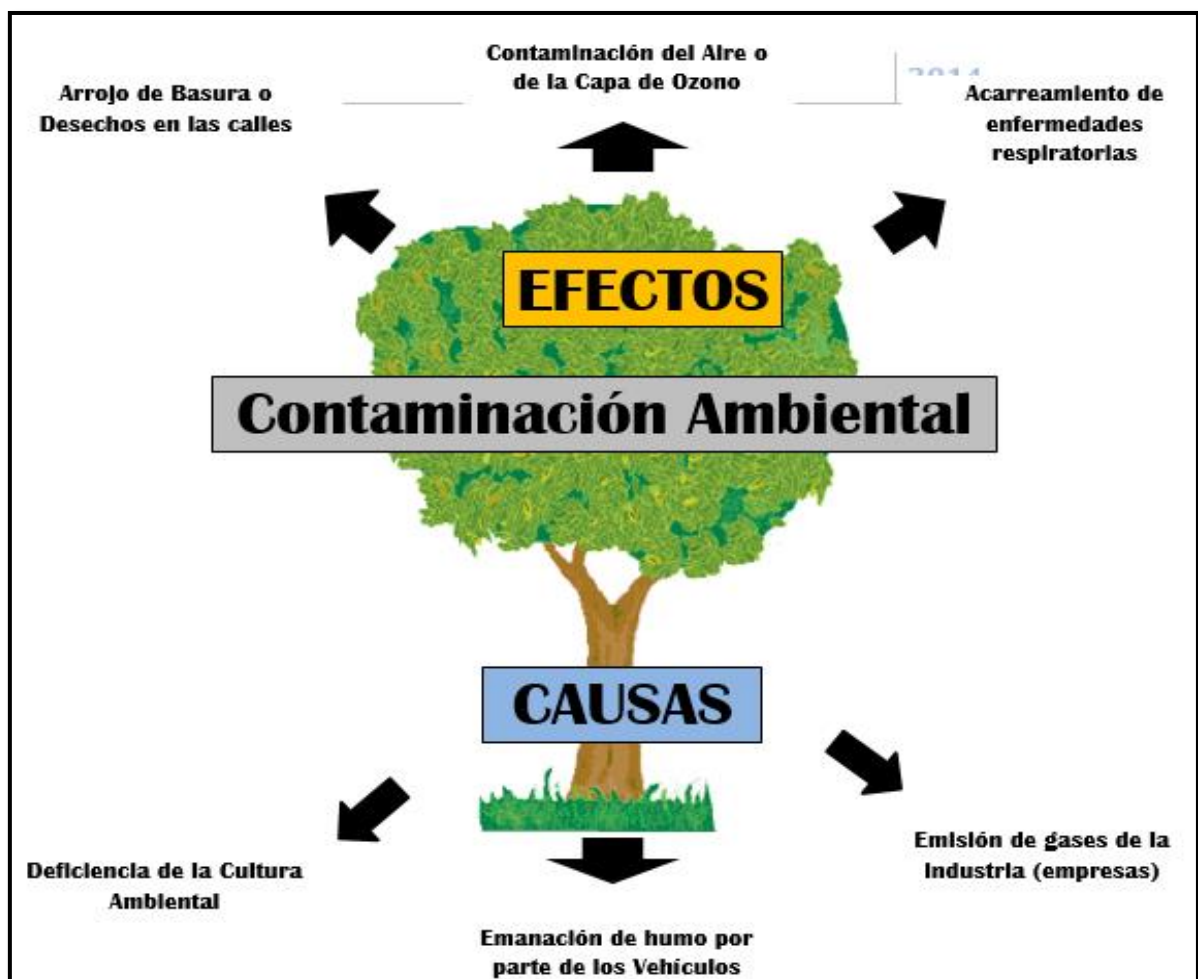 Contaminación del Aire o
de la Capa de Ozono
Arrojo de Basura o
Desechos en las calles
Acarreamiento de
enfermedades
respiratorias
EFECTOS
Contaminación Ambiental
CAUSAS
Deficiencia de la Cultura
Ambiental
Emisión de gases de la
Industria (empresas)
Emanación de humo por
parte de los Vehículos